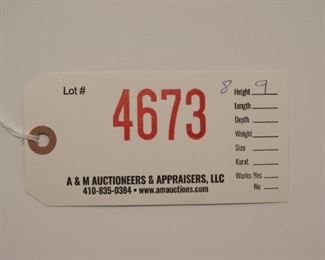 Lot # 8 Height 9
4673
Length
Depth
Weight
Size
Karat
A & M AUCTIONEERS & APPRAISERS, LLC
Works: Yes
410-835-0384 • www.amauctions.com
No